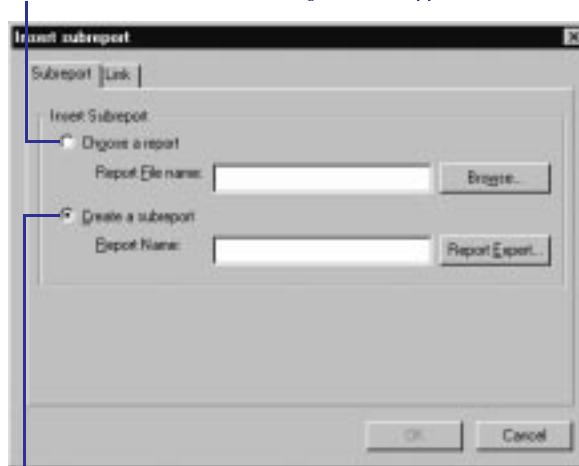 Insert subreport
Subreport Link
Insert Subreport
Choose a report
Report File name:
Browse...
Create a subreport
Report Name:
Report Expert...
OK Cancel